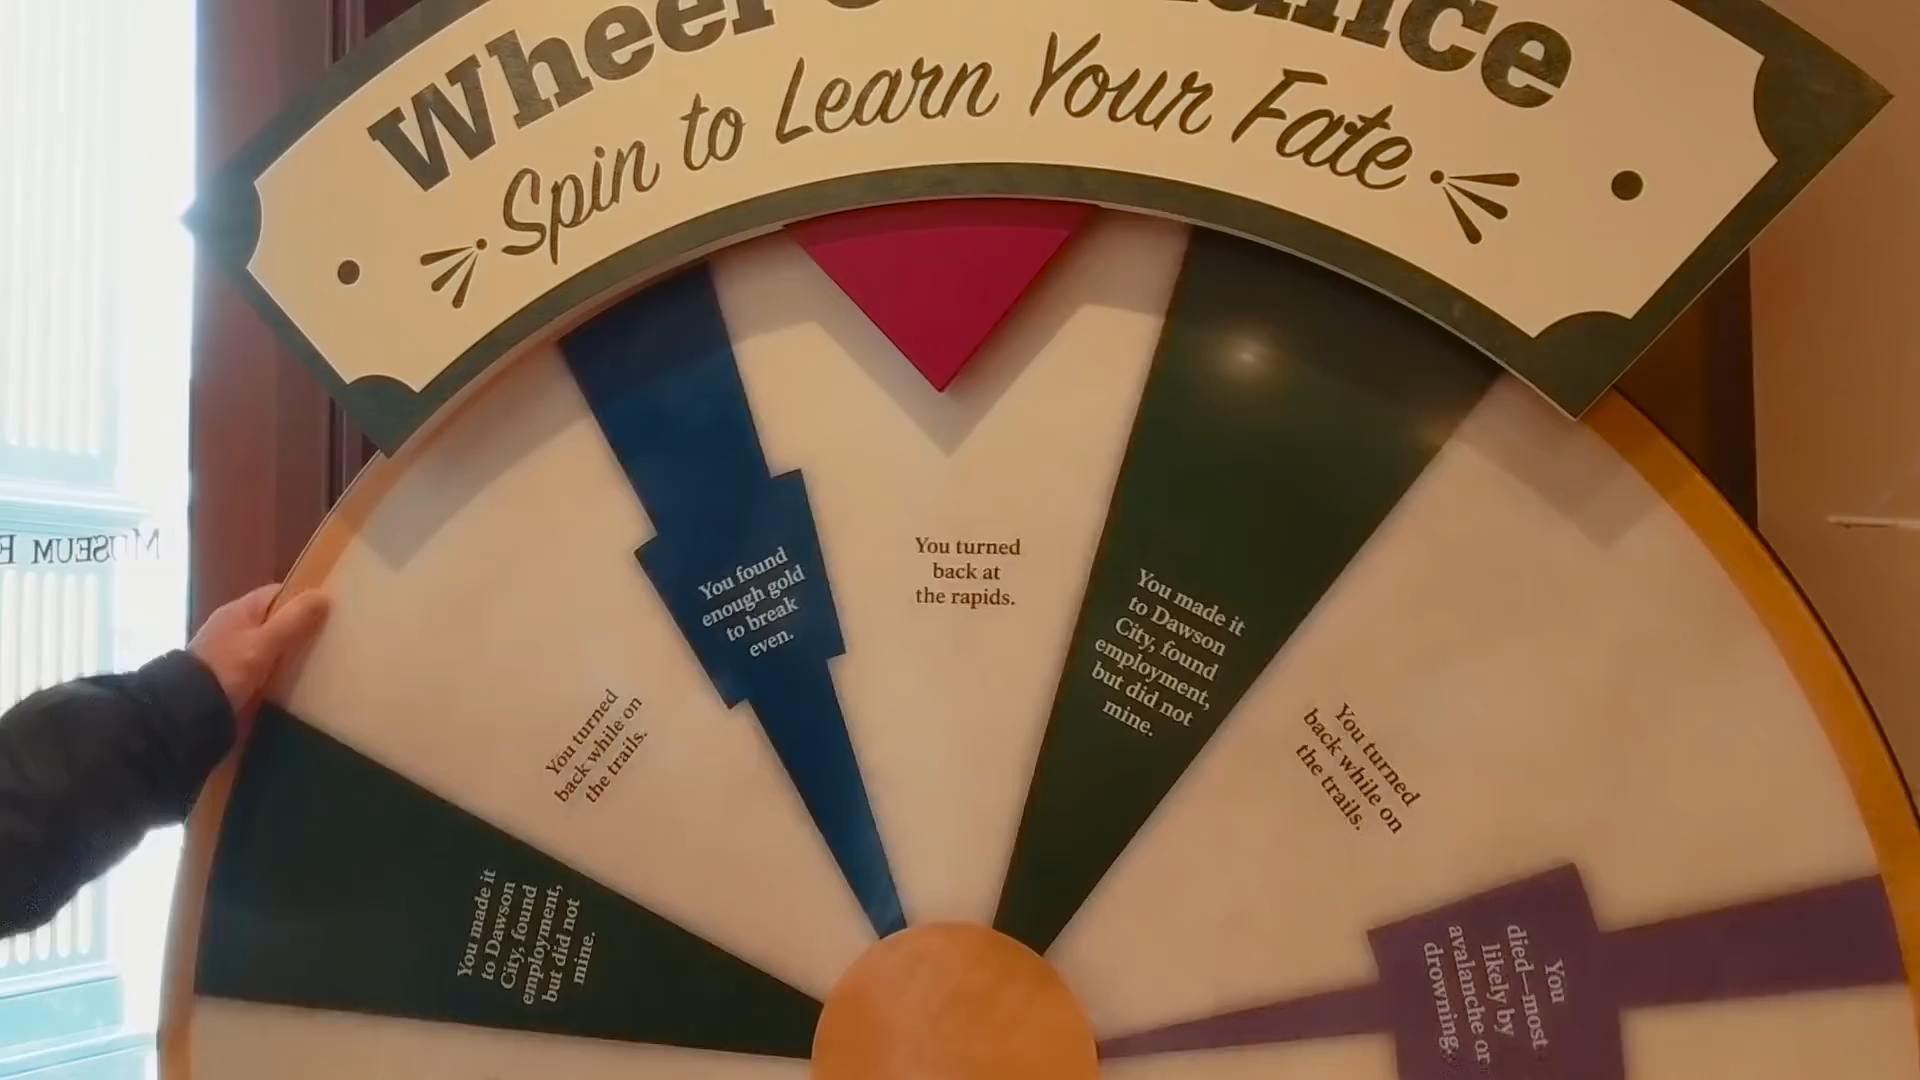 Wheel
Spin to Learn Your Fate
MUSEUM
You found
enough gold
to break
even.
You turned
back at
the rapids.
You made it
to Dawson
City, found
employment,
but did not
mine.
You turned
back while on
the trails.
You turned
back while on
the trails.
You made it
to Dawson
City, found
employment,
but did not
mine.
You
died—most
likely by
avalanche or
drowning.